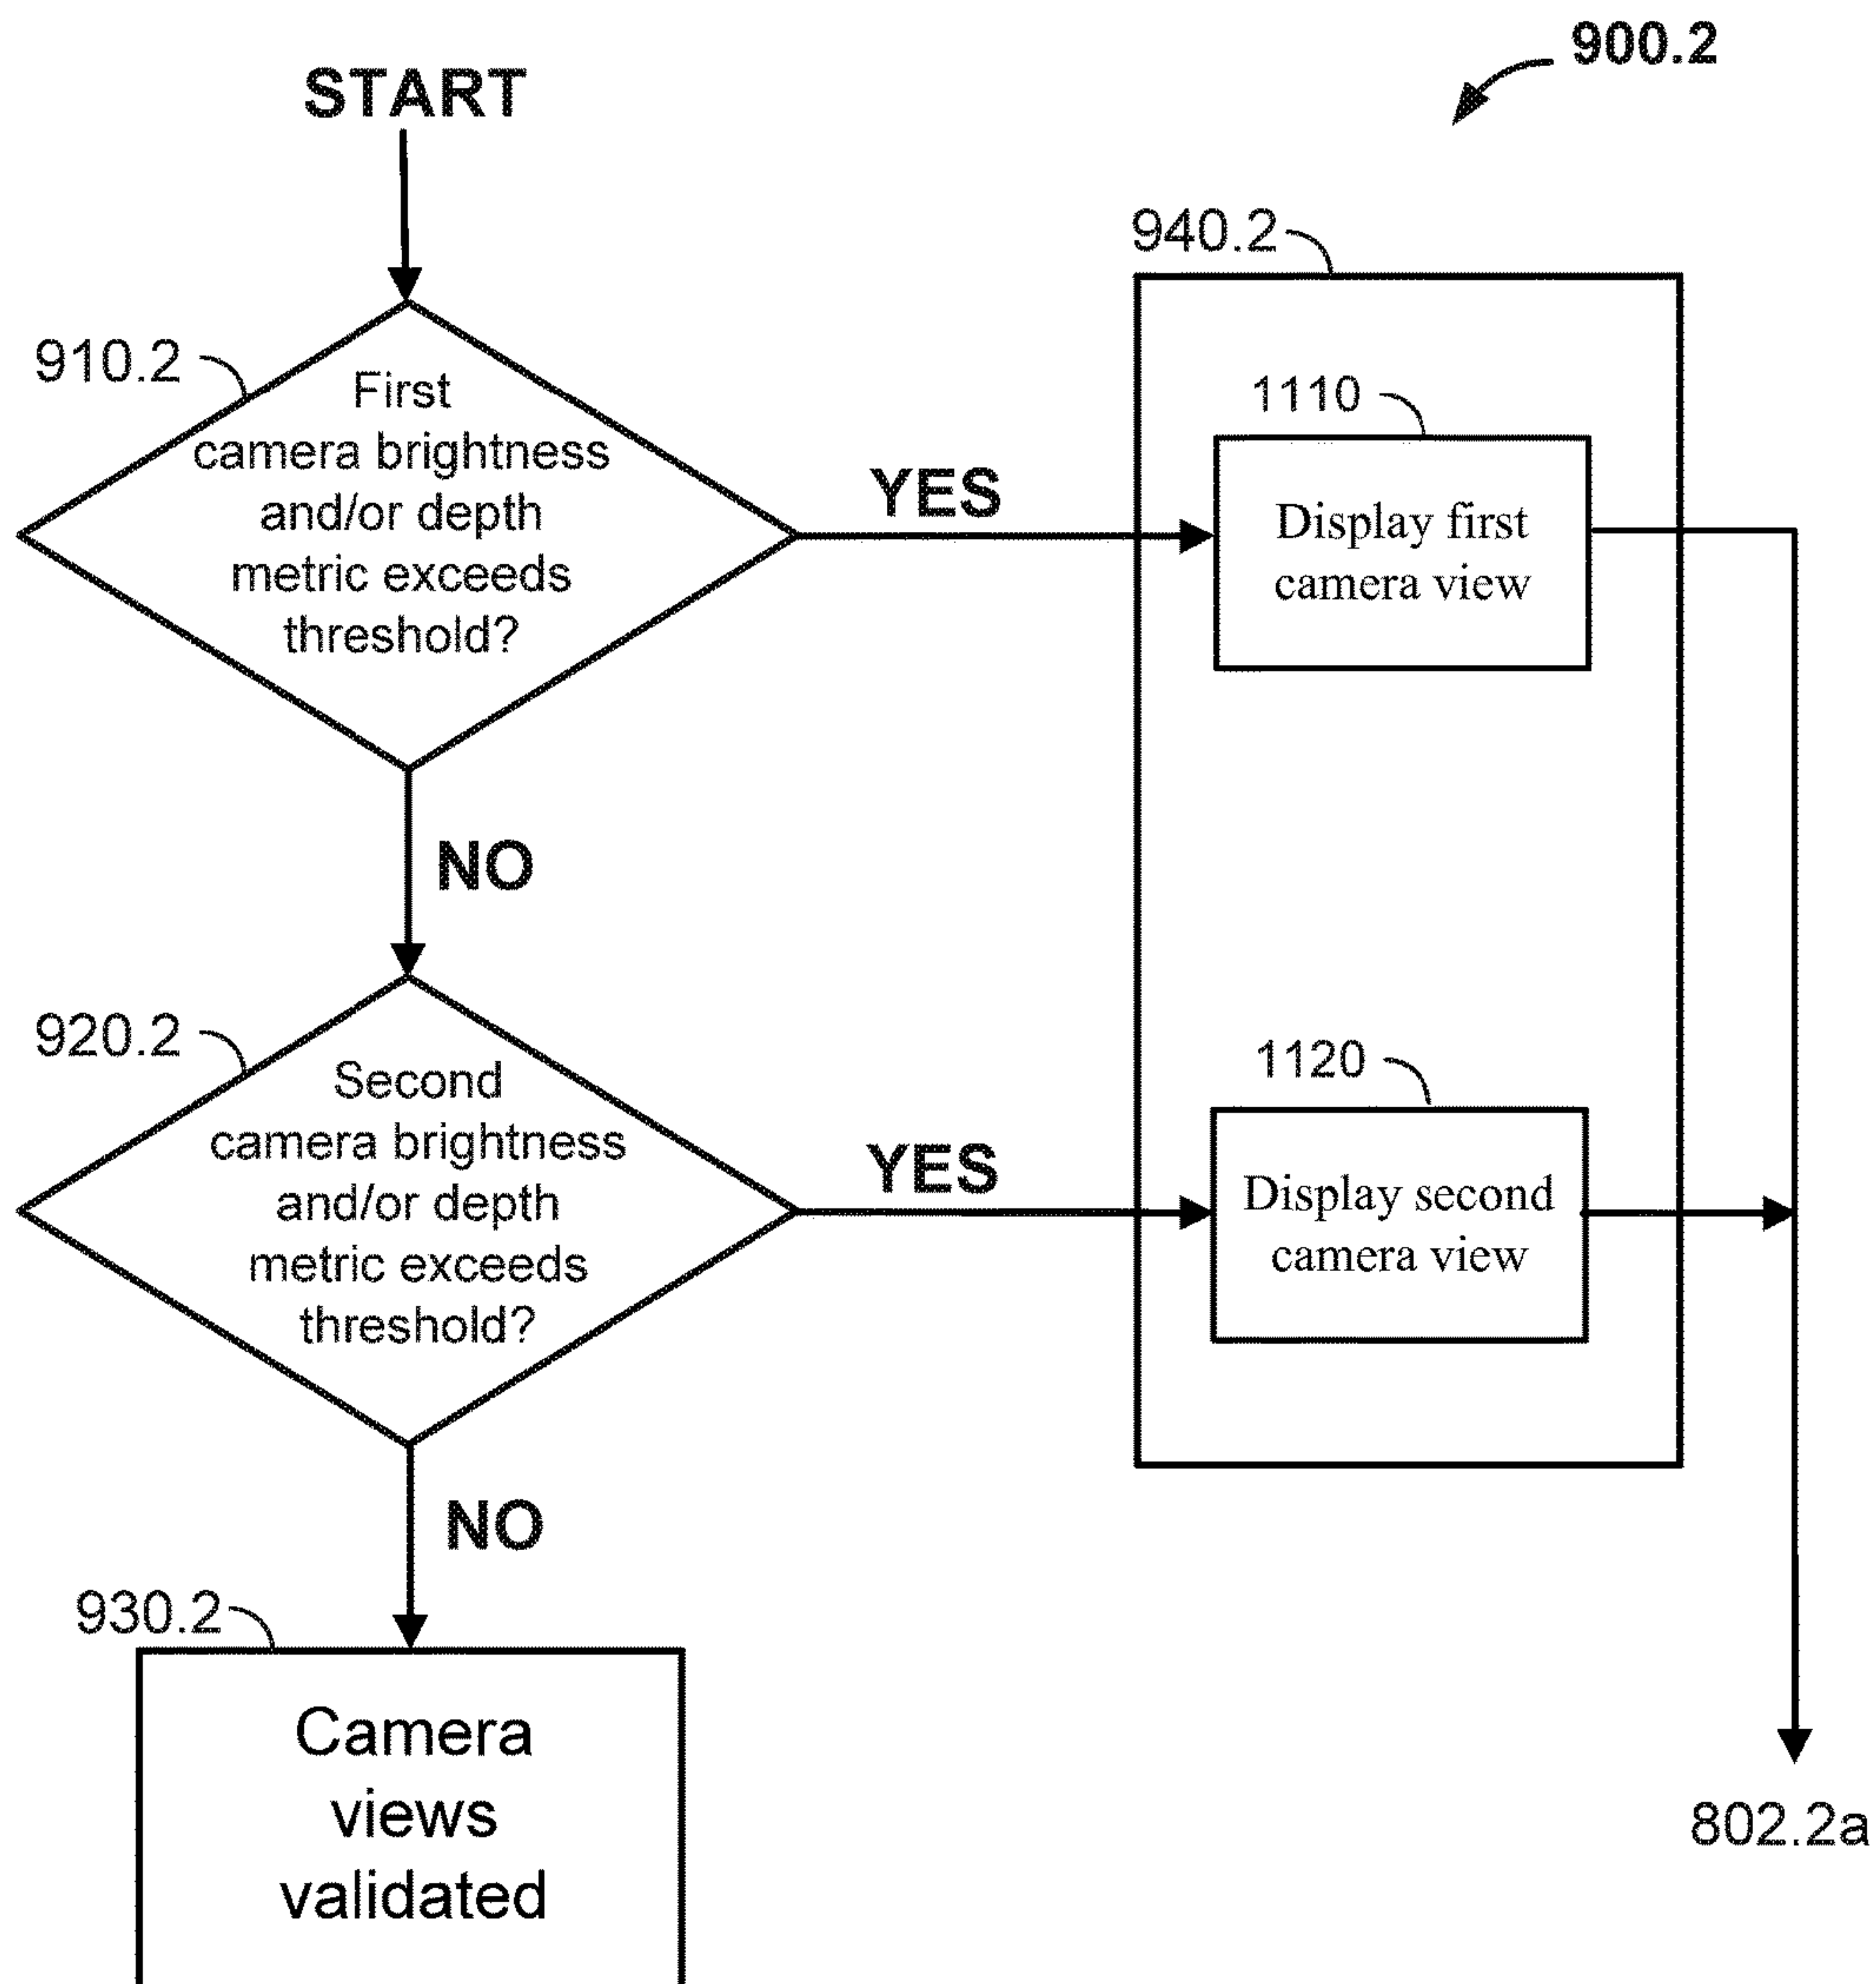 900.2
START
940.2
910.2
First
camera brightness
and/or depth
metric exceeds
threshold?
YES
1110
Display first
camera view
NO
920.2
Second
camera brightness
and/or depth
metric exceeds
threshold?
YES
1120
Display second
camera view
NO
930.2
Camera
views
validated
802.2a